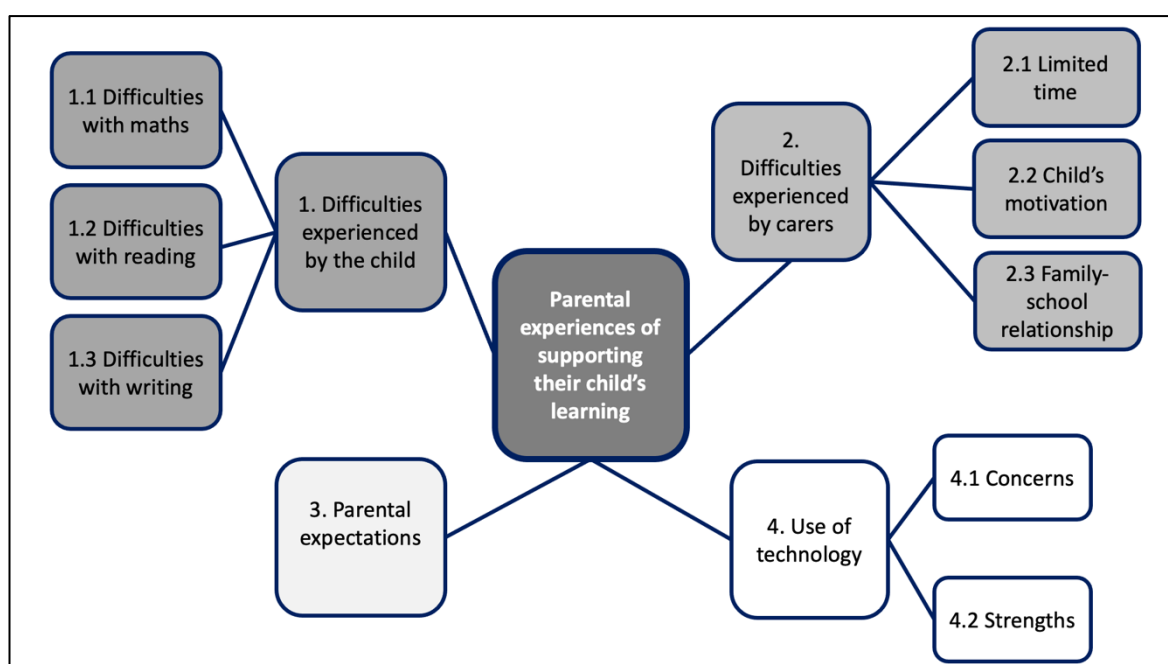 1.1 Difficulties
with maths
1.2 Difficulties
with reading
1.3 Difficulties
with writing
1. Difficulties
experienced
by the child
Parental
experiences of
supporting
their child’s
learning
2.
Difficulties
experienced
by carers
2.1 Limited
time
2.2 Child’s
motivation
2.3 Family-
school
relationship
3. Parental
expectations
4. Use of
technology
4.1 Concerns
4.2 Strengths